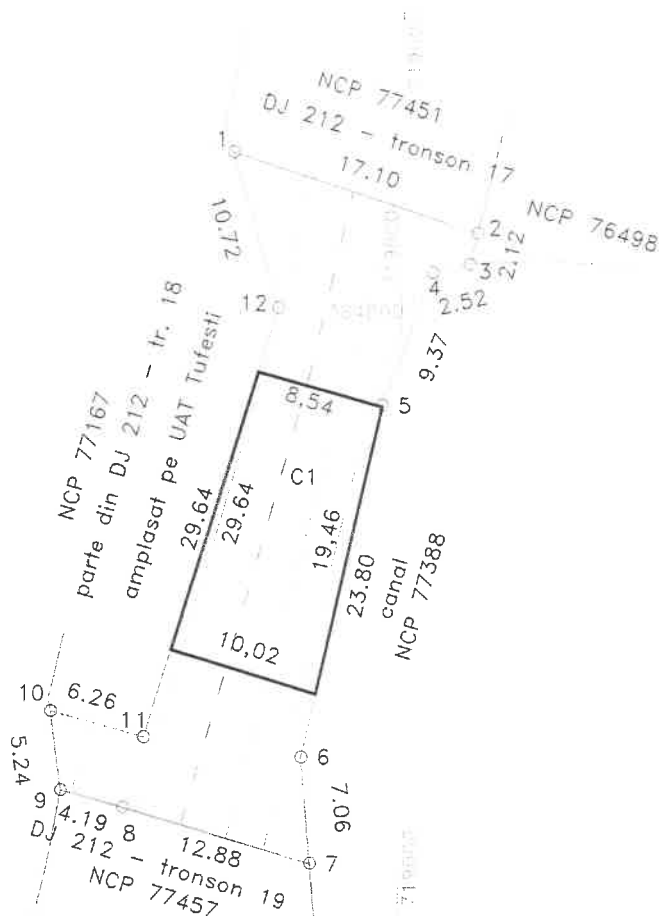 NCP 77451
DJ 212 - tronson 17
1
17.10
NCP 76498
2
2.12
3
10.72
4
2.52
12
9.37
NCP 77167
parte din DJ 212 - tr. 18
amplasat pe UAT Tufesti
8,54
5
C1
29.64
29.64
19,46
23.80
canal
NCP 77388
10,02
10
6.26
11
5.24
6
7.06
9
4.19
8
12.88
7
DJ 212 - tronson 19
NCP 77457